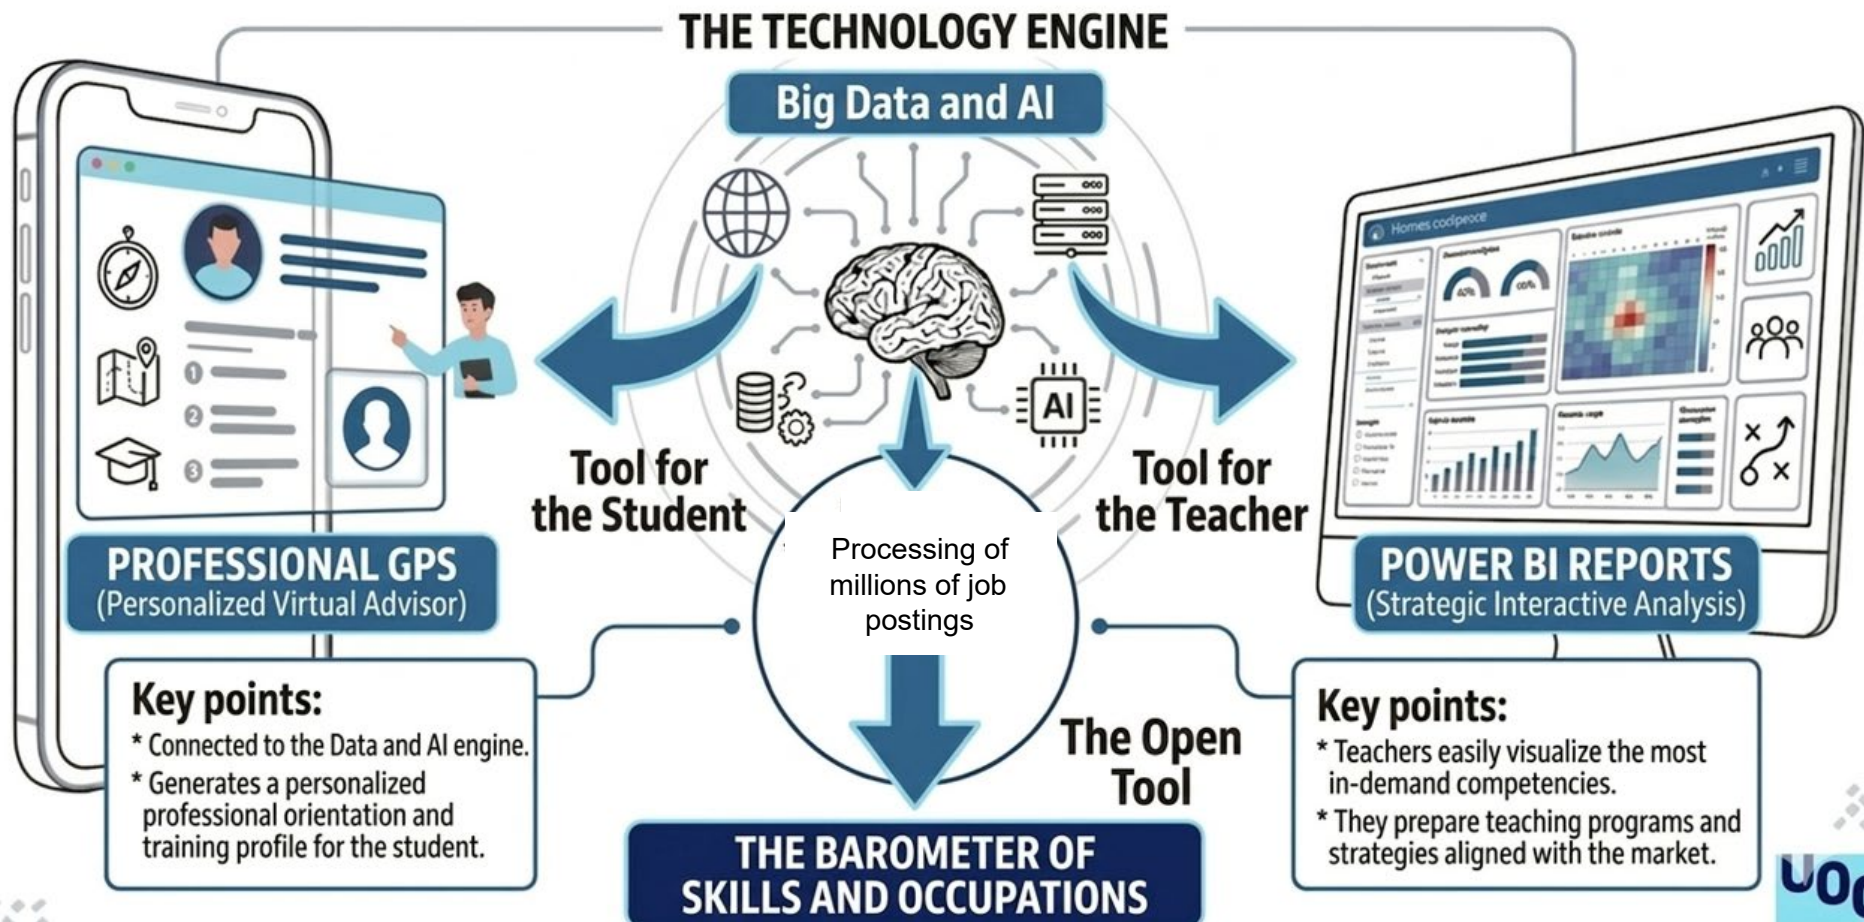 THE TECHNOLOGY ENGINE
Big Data and AI
AI
Tool for
the Student
Tool for
the Teacher
1
2
3
Homes
PROFESSIONAL GPS
(Personalized Virtual Advisor)
Processing of
millions of job
postings
POWER BI REPORTS
(Strategic Interactive Analysis)
Key points:
* Connected to the Data and AI engine.
* Generates a personalized
professional orientation and
training profile for the student.
The Open
Tool
Key points:
* Teachers easily visualize the most
in-demand competencies.
* They prepare teaching programs and
strategies aligned with the market.
THE BAROMETER OF
SKILLS AND OCCUPATIONS